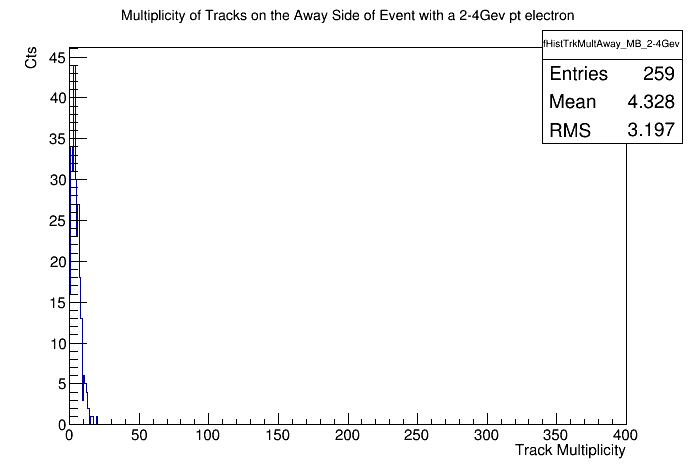 Multiplicity of Tracks on the Away Side of Event with a 2-4Gev pt electron
fHistTrkMultAway_MB_2-4Gev
Entries 259
Mean 4.328
RMS 3.197
Cts
45
40
35
30
25
20
15
10
5
0
0 50 100 150 200 250 300 350 400
Track Multiplicity